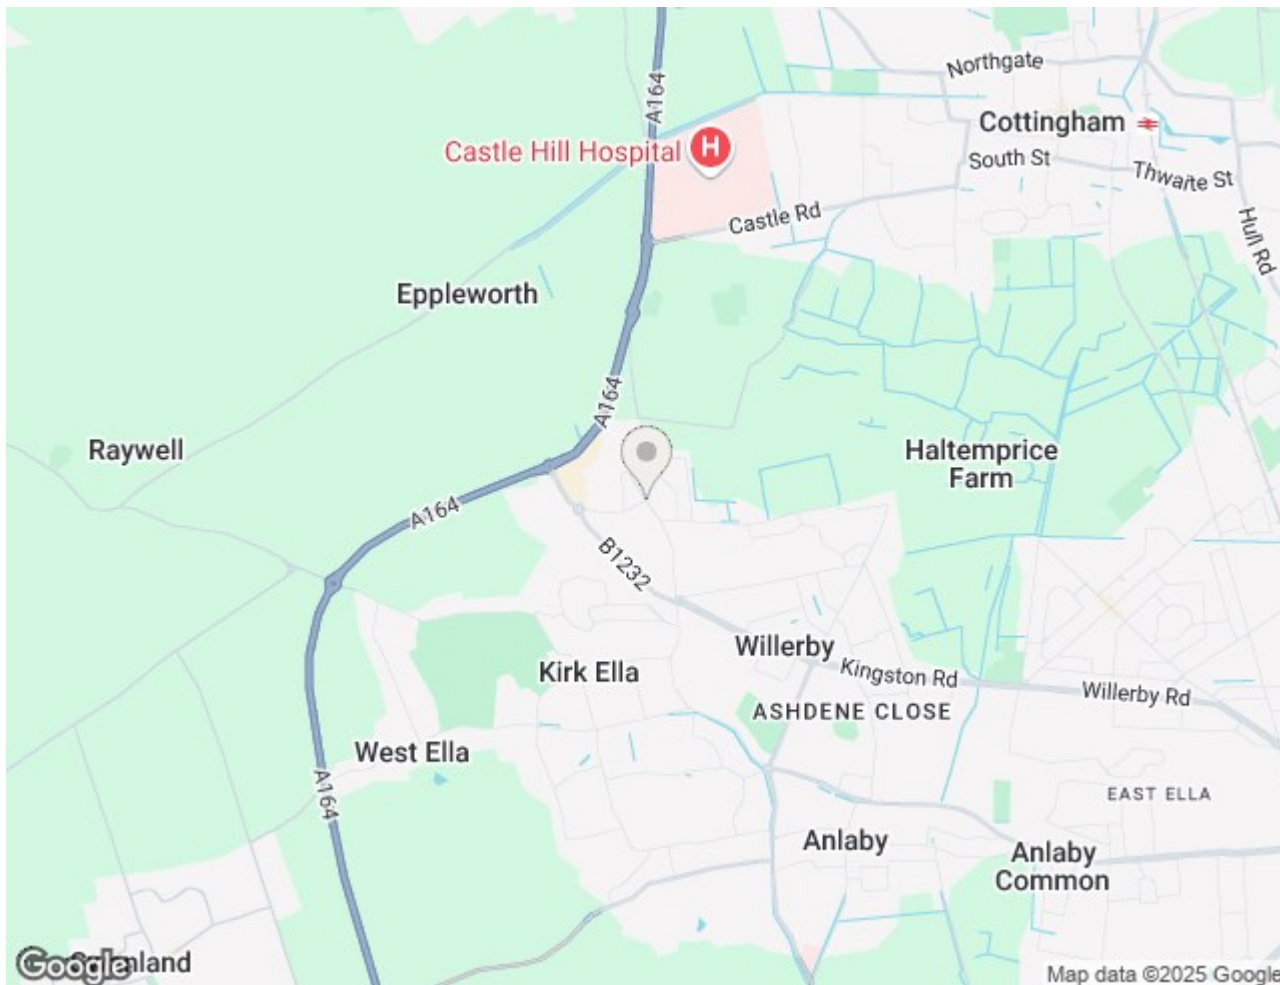 Northgate
A164
Cottingham
Castle Hill Hospital
H
South St
Thwaite St
Castle Rd
Hull Rd
Eppleworth
A164
Raywell
Haltemprice
Farm
A164
B1232
Willerby
Kirk Ella
Kingston Rd
Willerby Rd
ASHDENE CLOSE
West Ella
A164
EAST ELLA
Anlaby
Anlaby
Common
Google
Map data ©2025 Google